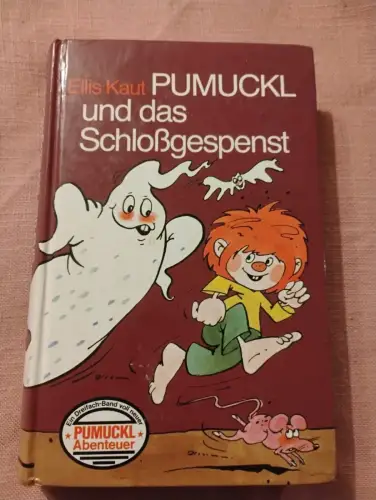 Ellis Kaut PUMUCKL
und das
Schloßgespenst
Ein Dreifach-Band voll neuer
PUMUCKL
Abenteuer